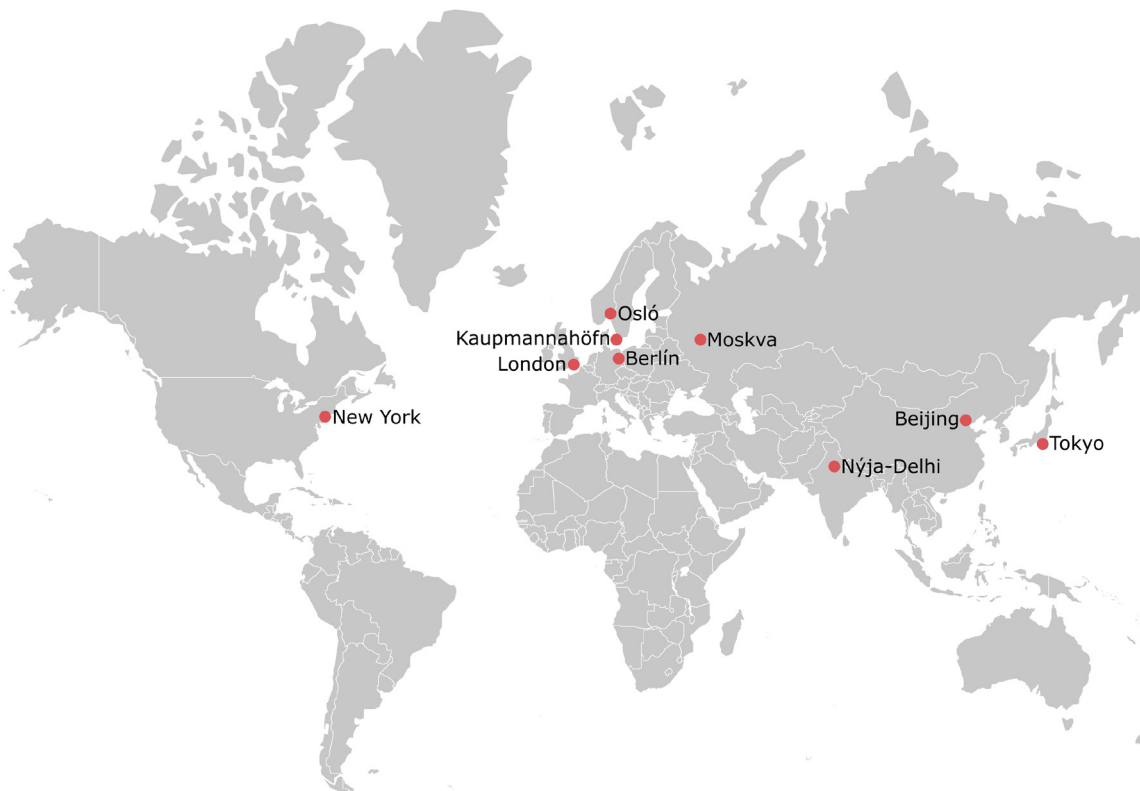 Osló
Kaupmannahöfn
Moskva
Berlín
London
New York
Beijing
Tokyo
Nýja-Delhi